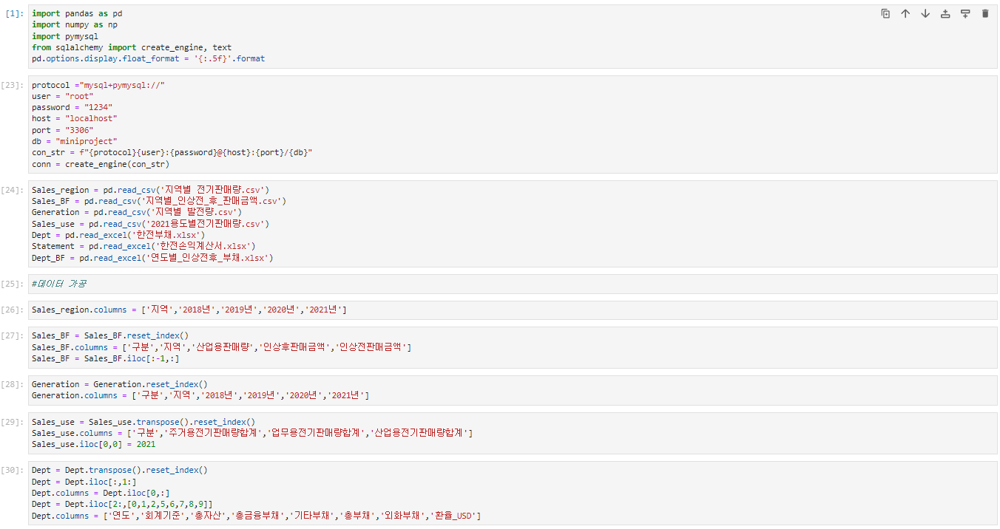 [1]:
import pandas as pd
import numpy as np
import pymysql
from sqlalchemy import create_engine, text
pd.options.display.float_format = '{:.5f}'.format
[23]:
protocol ="mysql+pymysql://"
user = "root"
password = "1234"
host = "localhost"
port = "3306"
db = "miniproject"
con_str = f"{protocol}{user}:{password}@{host}:{port}/{db}"
conn = create_engine(con_str)
[24]:
Sales_region = pd.read_csv('지역별 전기판매량.csv')
Sales_BF = pd.read_csv('지역별_인상전_후_판매금액.csv')
Generation = pd.read_csv('지역별 발전량.csv')
Sales_use = pd.read_csv('2021용도별전기판매량.csv')
Dept = pd.read_excel('한전부채.xlsx')
Statement = pd.read_excel('한전손익계산서.xlsx')
Dept_BF = pd.read_excel('연도별_인상전후_부채.xlsx')
[25]:
#데이터 가공
[26]:
Sales_region.columns = ['지역','2018년','2019년','2020년','2021년']
[27]:
Sales_BF = Sales_BF.reset_index()
Sales_BF.columns = ['구분','지역','산업용판매량','인상후판매금액','인상전판매금액']
Sales_BF = Sales_BF.iloc[:-1,:]
[28]:
Generation = Generation.reset_index()
Generation.columns = ['구분','지역','2018년','2019년','2020년','2021년']
[29]:
Sales_use = Sales_use.transpose().reset_index()
Sales_use.columns = ['구분','주거용전기판매량합계','업무용전기판매량합계','산업용전기판매량합계']
Sales_use.iloc[0,0] = 2021
[30]:
Dept = Dept.transpose().reset_index()
Dept = Dept.iloc[:,1:]
Dept.columns = Dept.iloc[0,:]
Dept = Dept.iloc[2:,[0,1,2,5,6,7,8,9]]
Dept.columns = ['연도','회계기준','총자산','총금융부채','기타부채','총부채','외화부채','환율_USD']